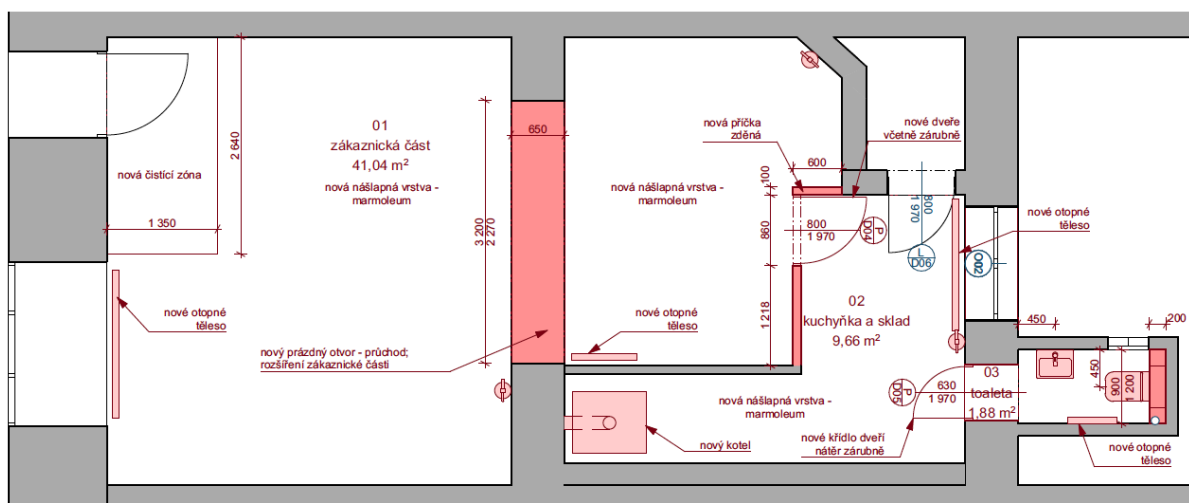 01
zákaznická část
41,04 m²
nová nášlapná vrstva -
marmoleum
nová čistící zóna
2 640
1 350
nové otopné
těleso
nový prázdný otvor - průchod;
rozšíření zákaznické části
3 200
2 270
650
nová nášlapná vrstva -
marmoleum
nové otopné
těleso
nová příčka
zděná
600
100
860
1 218
800
1 970
P
D04
nové dveře
včetně zárubně
800
1 970
L
D06
O02
nové otopné
těleso
02
kuchyňka a sklad
9,66 m²
nová nášlapná vrstva -
marmoleum
nový kotel
P
D05
630
1 970
nové křídlo dveří
nátěr zárubně
03
toaleta
1,88 m²
450
200
450
900
1 200
nové otopné
těleso